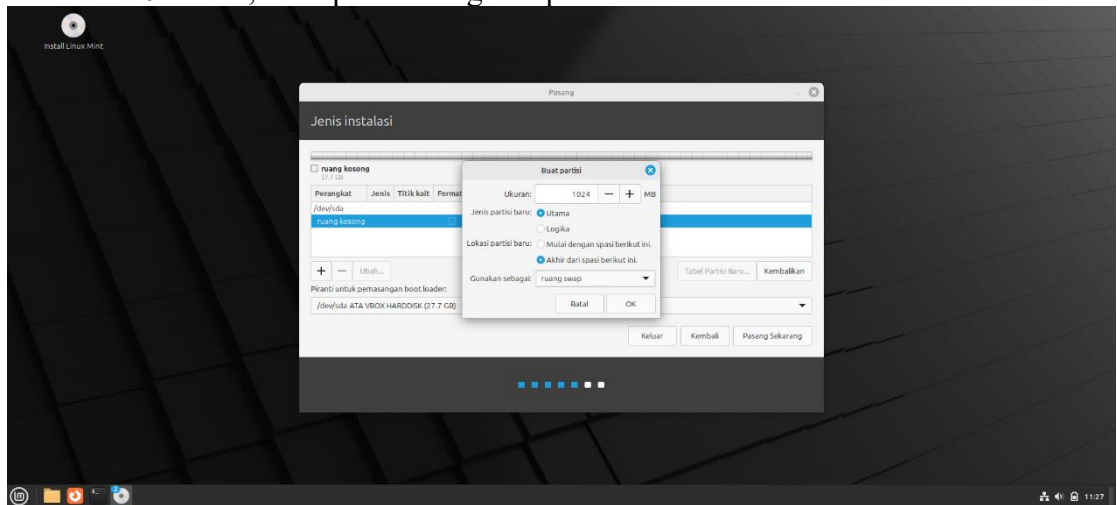 Install Linux Mint
Pasang
Jenis instalasi
ruang kosong
27.7 GB
Perangkat Jenis Titik kait Format
/dev/sda
ruang kosong
+ − Ubah...
Tabel Partisi Baru... Kembalikan
Piranti untuk pemasangan boot loader:
/dev/sda ATA VBOX HARDDISK (27.7 GB)
Keluar Kembali Pasang Sekarang
Buat partisi
Ukuran: 1024 − + MB
Jenis partisi baru: Utama
Logika
Lokasi partisi baru: Mulai dengan spasi berikut ini.
Akhir dari spasi berikut ini.
Gunakan sebagai: ruang swap
Batal OK
11:27